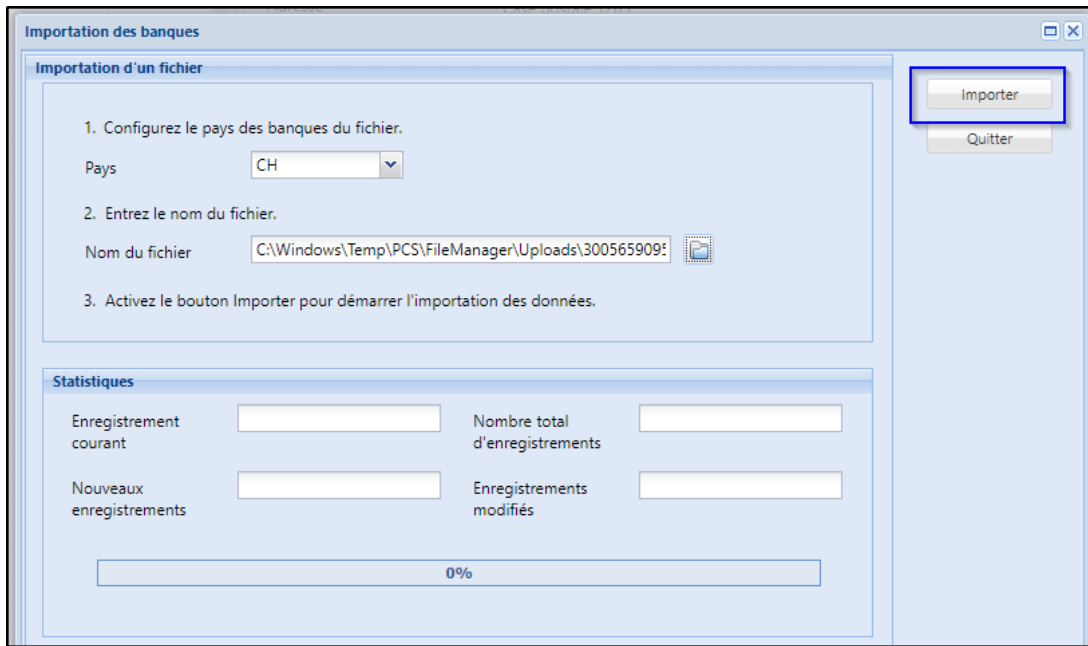 Importation des banques
Importation d'un fichier
Importer
1. Configurez le pays des banques du fichier.
Quitter
Pays
CH
2. Entrez le nom du fichier.
Nom du fichier
C:\Windows\Temp\PCS\FileManager\Uploads\300565909
3. Activez le bouton Importer pour démarrer l'importation des données.
Statistiques
Enregistrement
courant
Nombre total
d'enregistrements
Nouveaux
enregistrements
Enregistrements
modifiés
0%